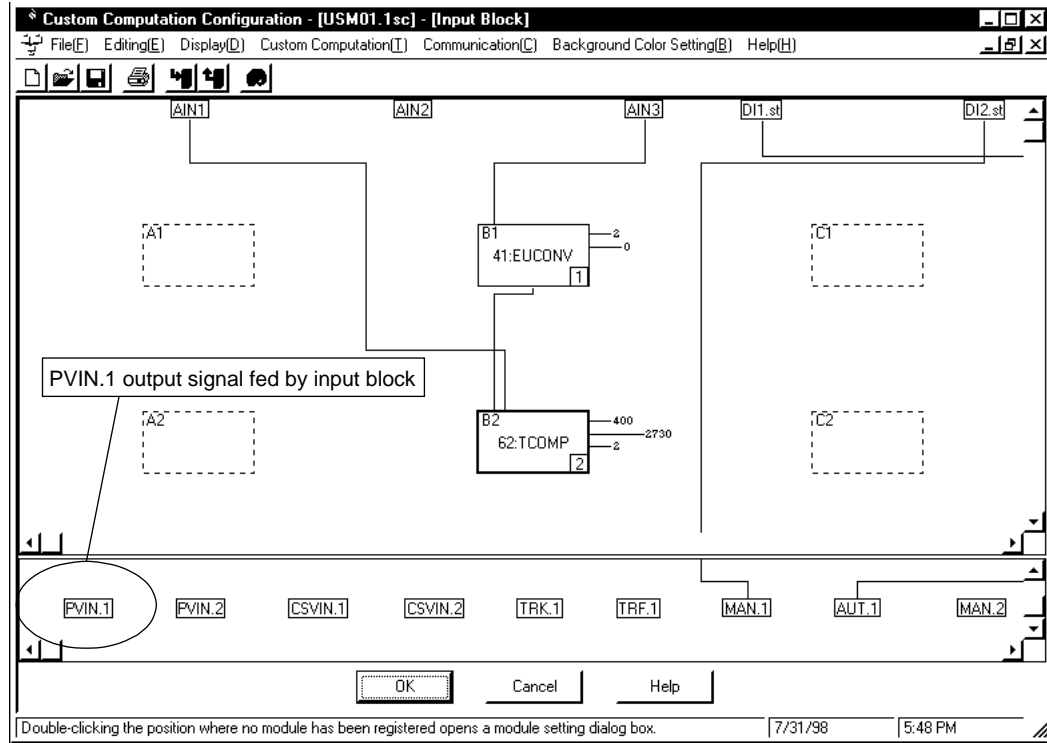 Custom Computation Configuration - [USM01.1sc] - [Input Block]
File(F) Editing(E) Display(D) Custom Computation(T) Communication(C) Background Color Setting(B) Help(H)
AIN1 AIN2 AIN3 DI1.st DI2.st
A1 B1 C1
2
0
41:EUCONV
1
PVIN.1 output signal fed by input block
A2 B2 C2
400
2730
2
62:TCOMP
2
PVIN.1 PVIN.2 CSVIN.1 CSVIN.2 TRK.1 TRF.1 MAN.1 AUT.1 MAN.2
OK Cancel Help
Double-clicking the position where no module has been registered opens a module setting dialog box. 7/31/98 5:48 PM